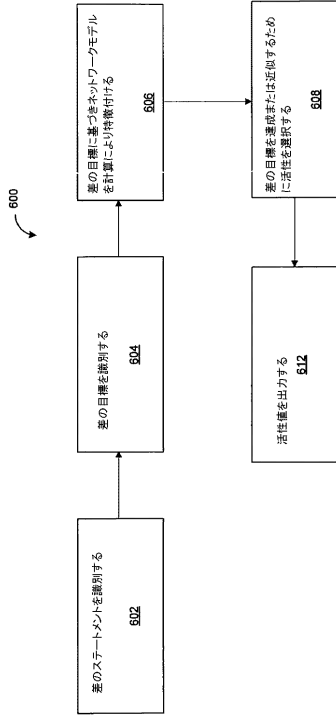 600
差のステートメントを識別する
602
差の目標を識別する
604
差の目標に基づきネットワークモデル
を計算により特徴付ける
606
差の目標を達成または近似するため
に活性を選択する
608
活性値を出力する
612